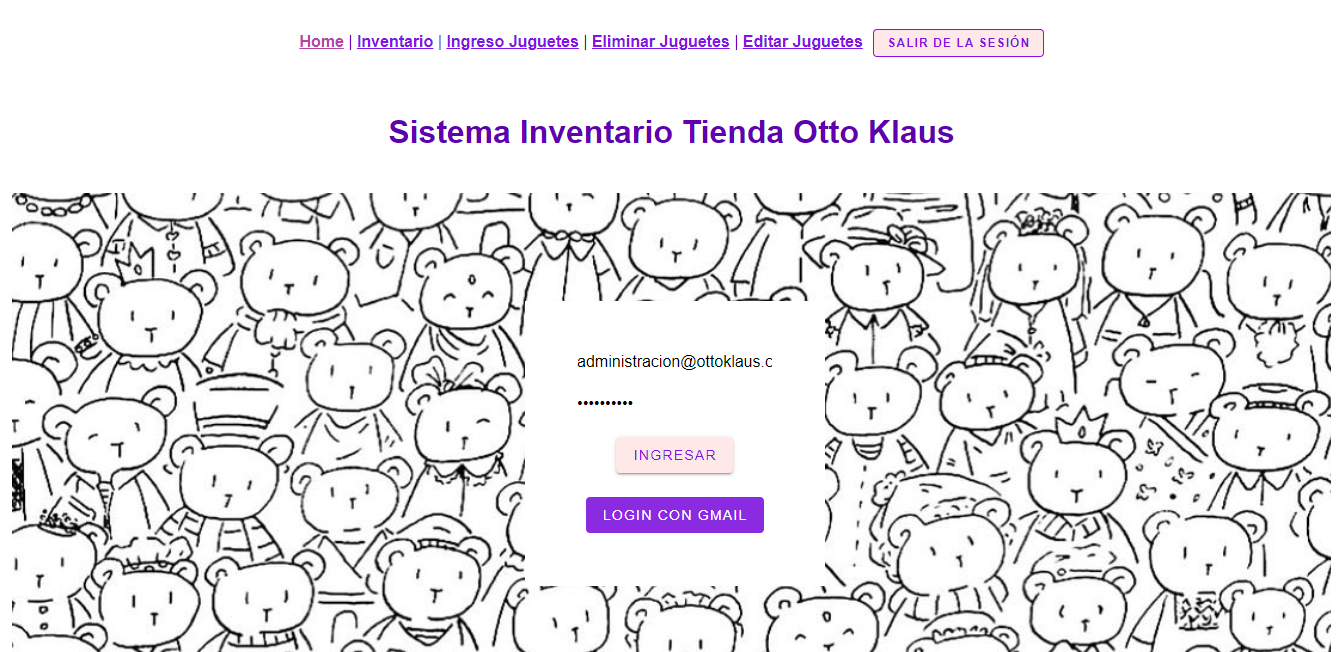 Home | Inventario | Ingreso Juguetes | Eliminar Juguetes | Editar Juguetes SALIR DE LA SESIÓN
Sistema Inventario Tienda Otto Klaus
administracion@ottoklaus.c
••••••••••
INGRESAR
LOGIN CON GMAIL